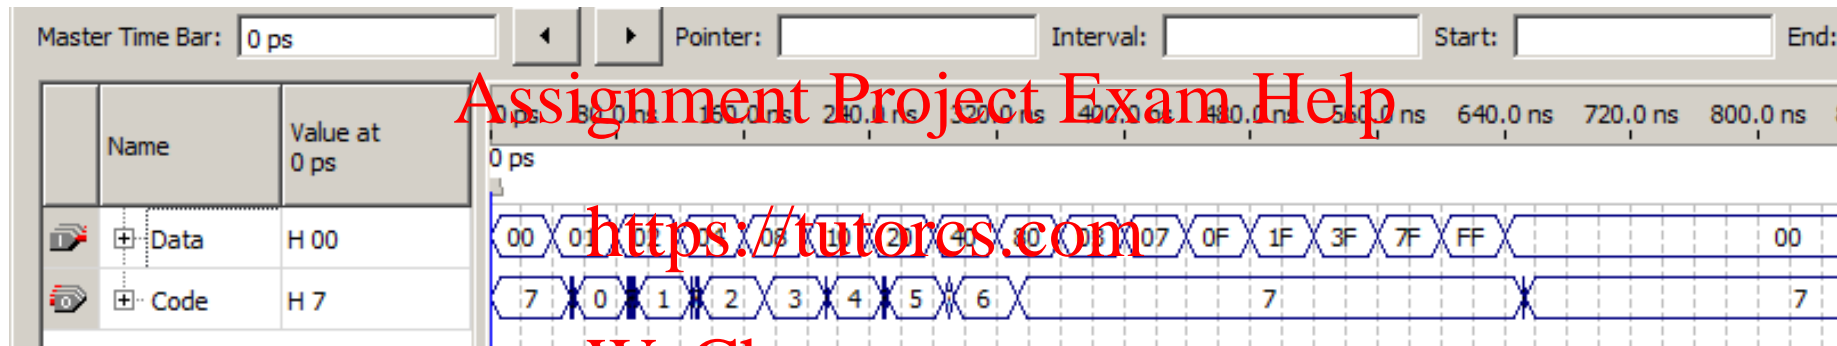 Master Time Bar: 0 ps Pointer: Interval: Start: End:
Assignment Project Exam Help
Name Value at 0 ps
0 ps 80.0 ns 160.0 ns 240.0 ns 320.0 ns 400.0 ns 480.0 ns 560.0 ns 640.0 ns 720.0 ns 800.0 ns
0 ps
https://tutorcs.com
Data H 00 00 01 02 04 08 10 20 40 80 03 07 0F 1F 3F 7F FF 00
Code H 7 7 0 1 2 3 4 5 6 7 7